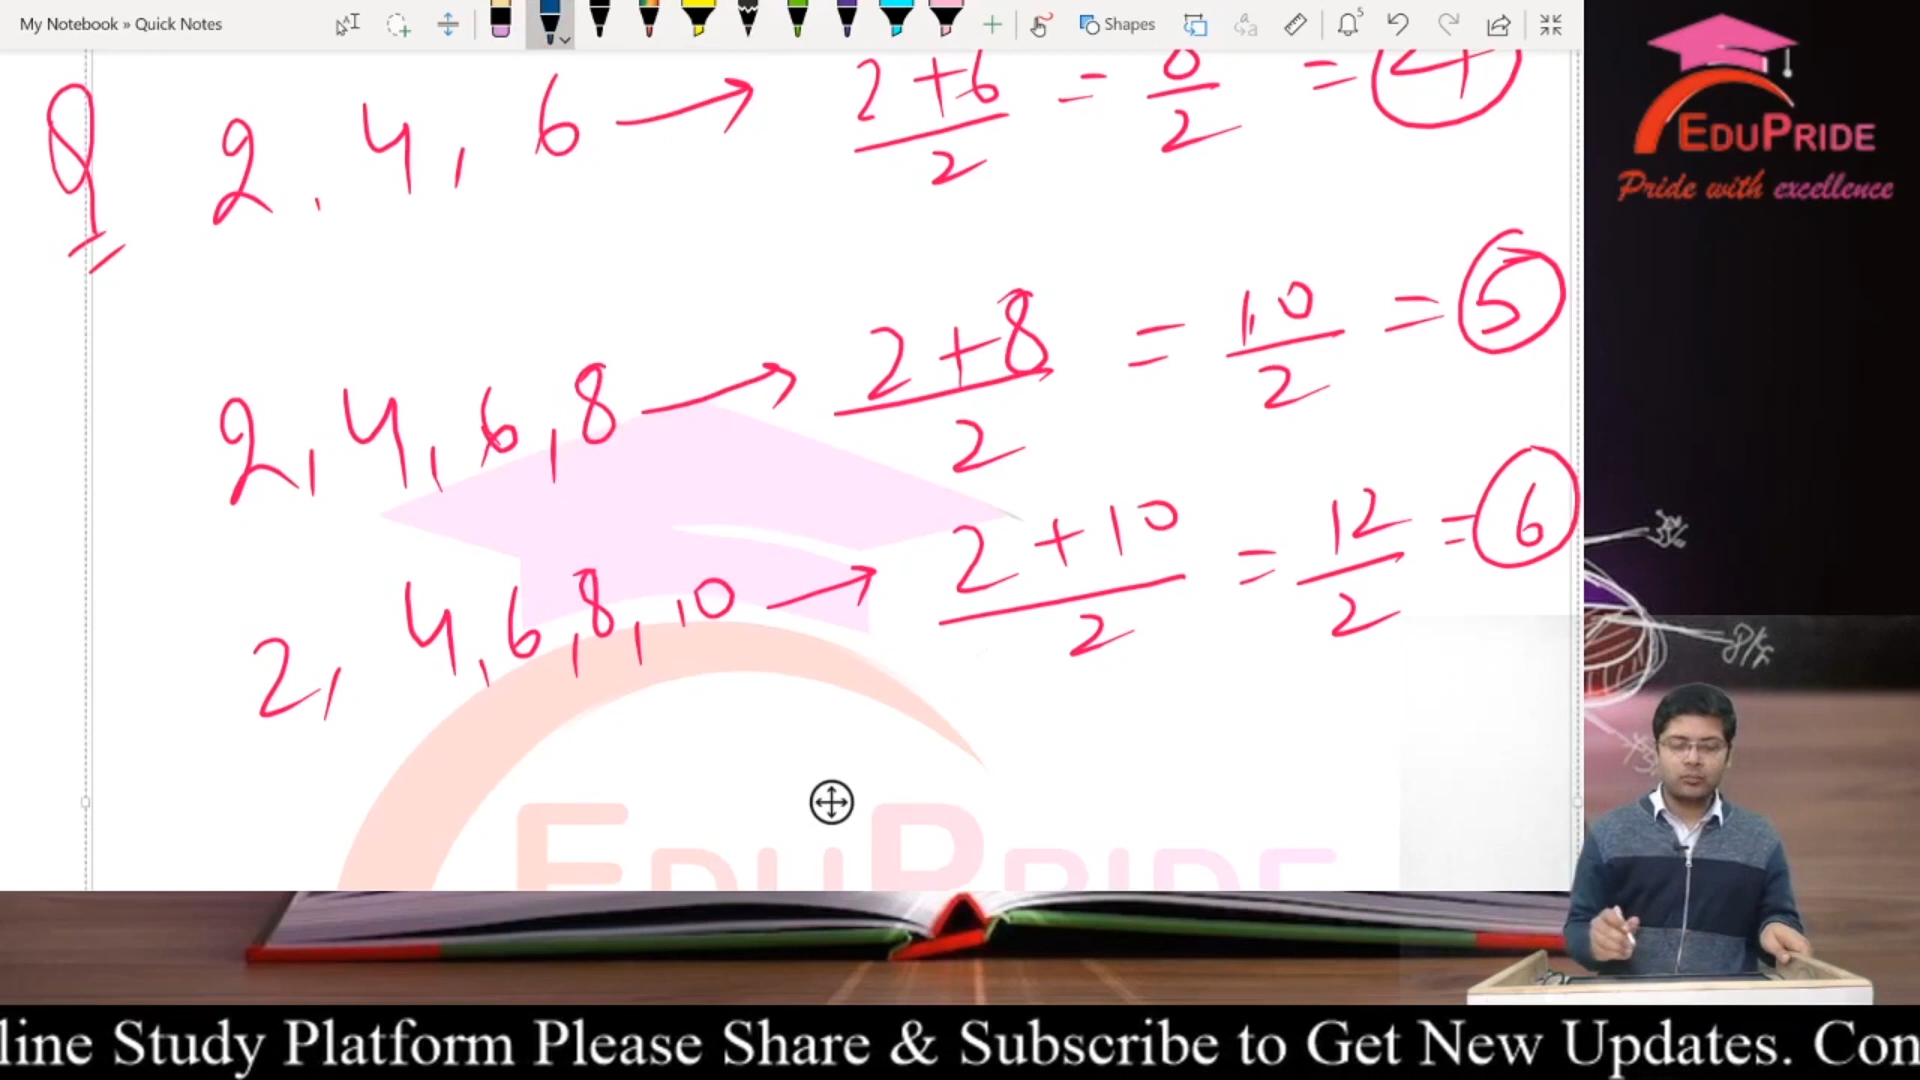 My Notebook » Quick Notes
Shapes
5
EDUPRIDE
Pride with excellence
Q 2, 4, 6 → 2+6/2 = 8/2 = 4
2, 4, 6, 8 → 2+8/2 = 10/2 = 5
2, 4, 6, 8, 10 → 2+10/2 = 12/2 = 6
EDUPRIDE
line Study Platform Please Share & Subscribe to Get New Updates. Con